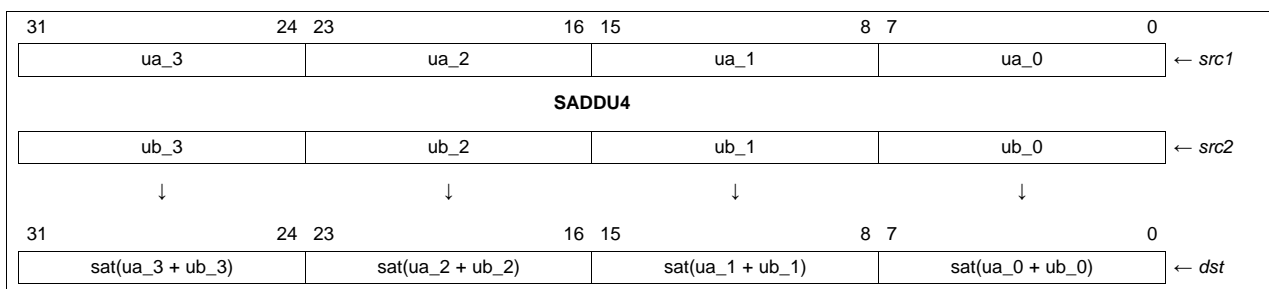 31 24 23 16 15 8 7 0
ua_3 ua_2 ua_1 ua_0 ← src1
SADDU4
ub_3 ub_2 ub_1 ub_0 ← src2
↓ ↓ ↓ ↓
31 24 23 16 15 8 7 0
sat(ua_3 + ub_3) sat(ua_2 + ub_2) sat(ua_1 + ub_1) sat(ua_0 + ub_0) ← dst